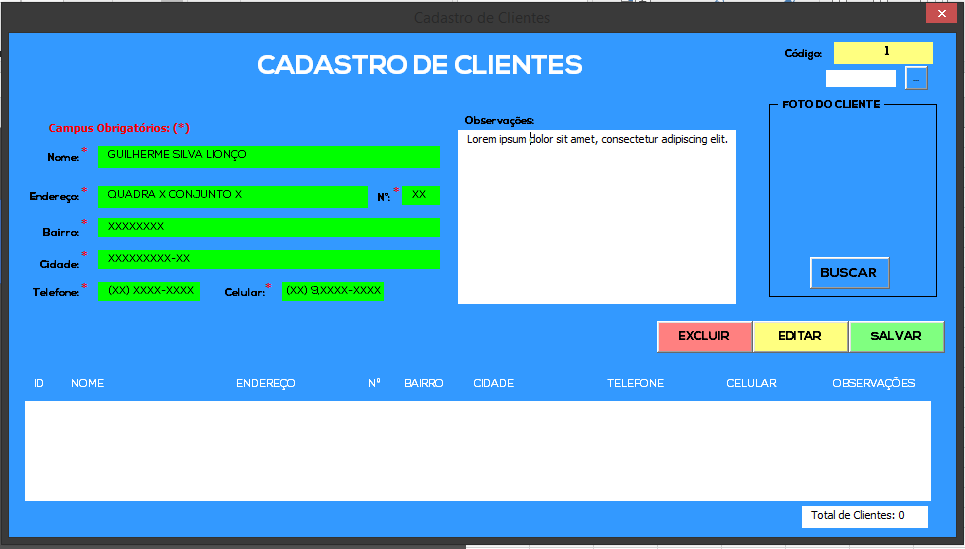 Cadastro de Clientes
CADASTRO DE CLIENTES
Código: 1
...
FOTO DO CLIENTE
Campus Obrigatórios: (*)
Observações:
Lorem ipsum dolor sit amet, consectetur adipiscing elit.
Nome:* GUILHERME SILVA LIONÇO
Endereço:* QUADRA X CONJUNTO X Nº:* XX
Bairro:* XXXXXXXX
Cidade:* XXXXXXXXX-XX
Telefone:* (XX) XXXX-XXXX Celular:* (XX) 9,XXXX-XXXX
BUSCAR
EXCLUIR EDITAR SALVAR
ID NOME ENDEREÇO Nº BAIRRO CIDADE TELEFONE CELULAR OBSERVAÇÕES
Total de Clientes: 0